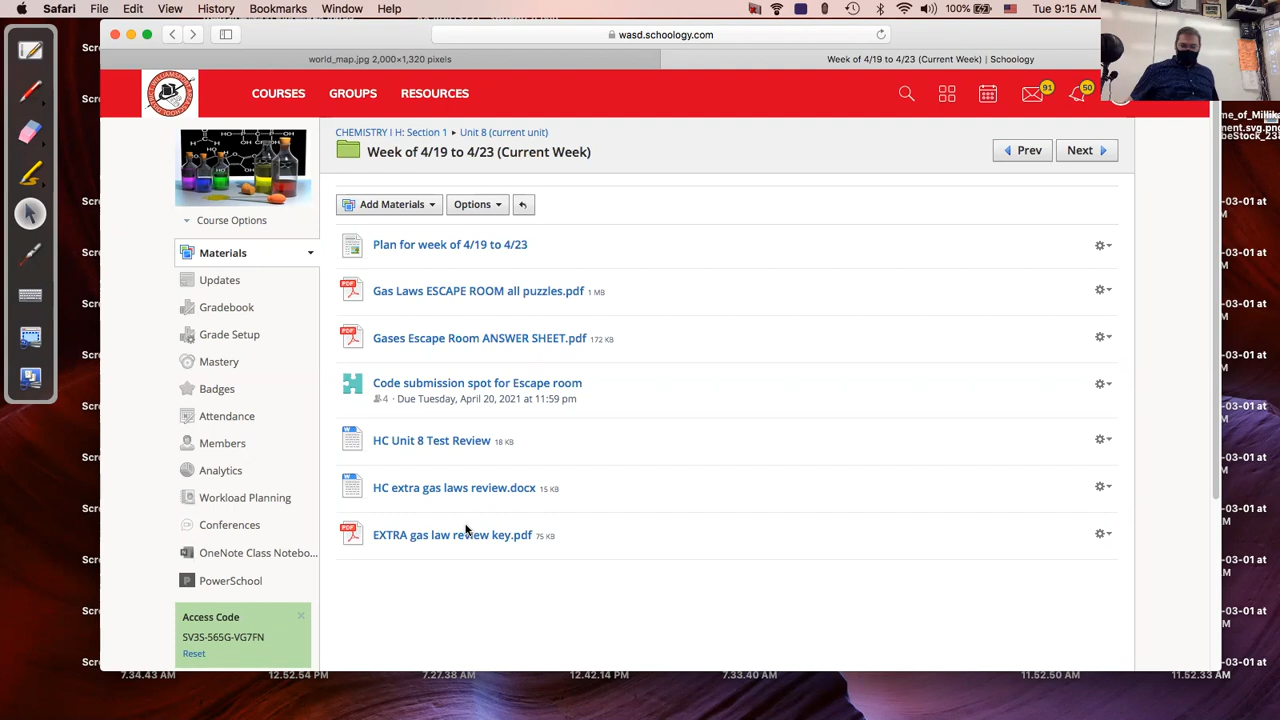 Safari File Edit View History Bookmarks Window Help 100% Tue 9:15 AM
wasd.schoology.com
world_map.jpg 2,000×1,320 pixels Week of 4/19 to 4/23 (Current Week) | Schoology
COURSES GROUPS RESOURCES 91 50
CHEMISTRY I H: Section 1 ▸ Unit 8 (current unit)
Week of 4/19 to 4/23 (Current Week)
Prev Next
Add Materials Options
Course Options
Materials
Updates
Gradebook
Grade Setup
Mastery
Badges
Attendance
Members
Analytics
Workload Planning
Conferences
OneNote Class Notebo...
PowerSchool
Access Code
SV3S-565G-VG7FN
Reset
Plan for week of 4/19 to 4/23
PDF Gas Laws ESCAPE ROOM all puzzles.pdf 1 MB
PDF Gases Escape Room ANSWER SHEET.pdf 172 KB
Code submission spot for Escape room
4 · Due Tuesday, April 20, 2021 at 11:59 pm
HC Unit 8 Test Review 18 KB
HC extra gas laws review.docx 15 KB
PDF EXTRA gas law review key.pdf 75 KB
7.34.43 AM 12.52.54 PM 7.27.38 AM 12.42.14 PM 7.33.40 AM 11.52.50 AM 11.52.33 AM